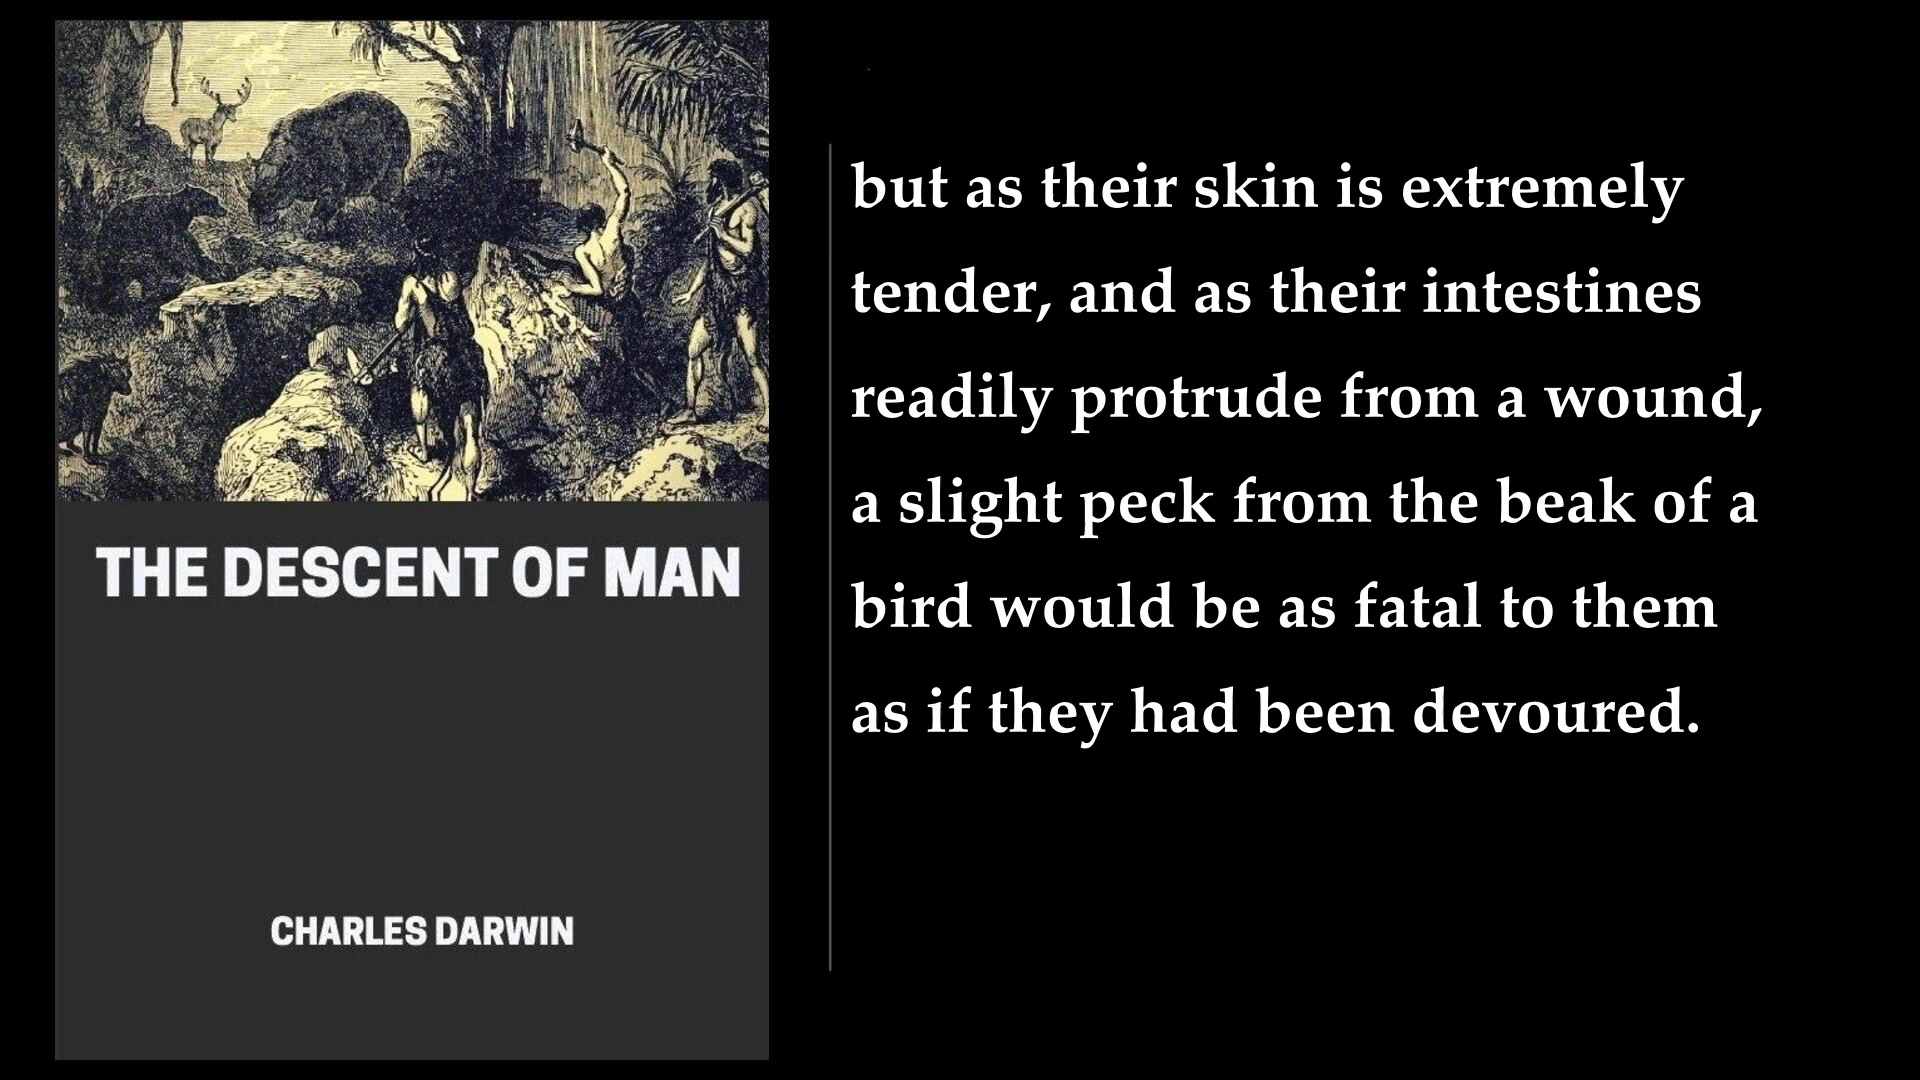 THE DESCENT OF MAN
CHARLES DARWIN
but as their skin is extremely
tender, and as their intestines
readily protrude from a wound,
a slight peck from the beak of a
bird would be as fatal to them
as if they had been devoured.